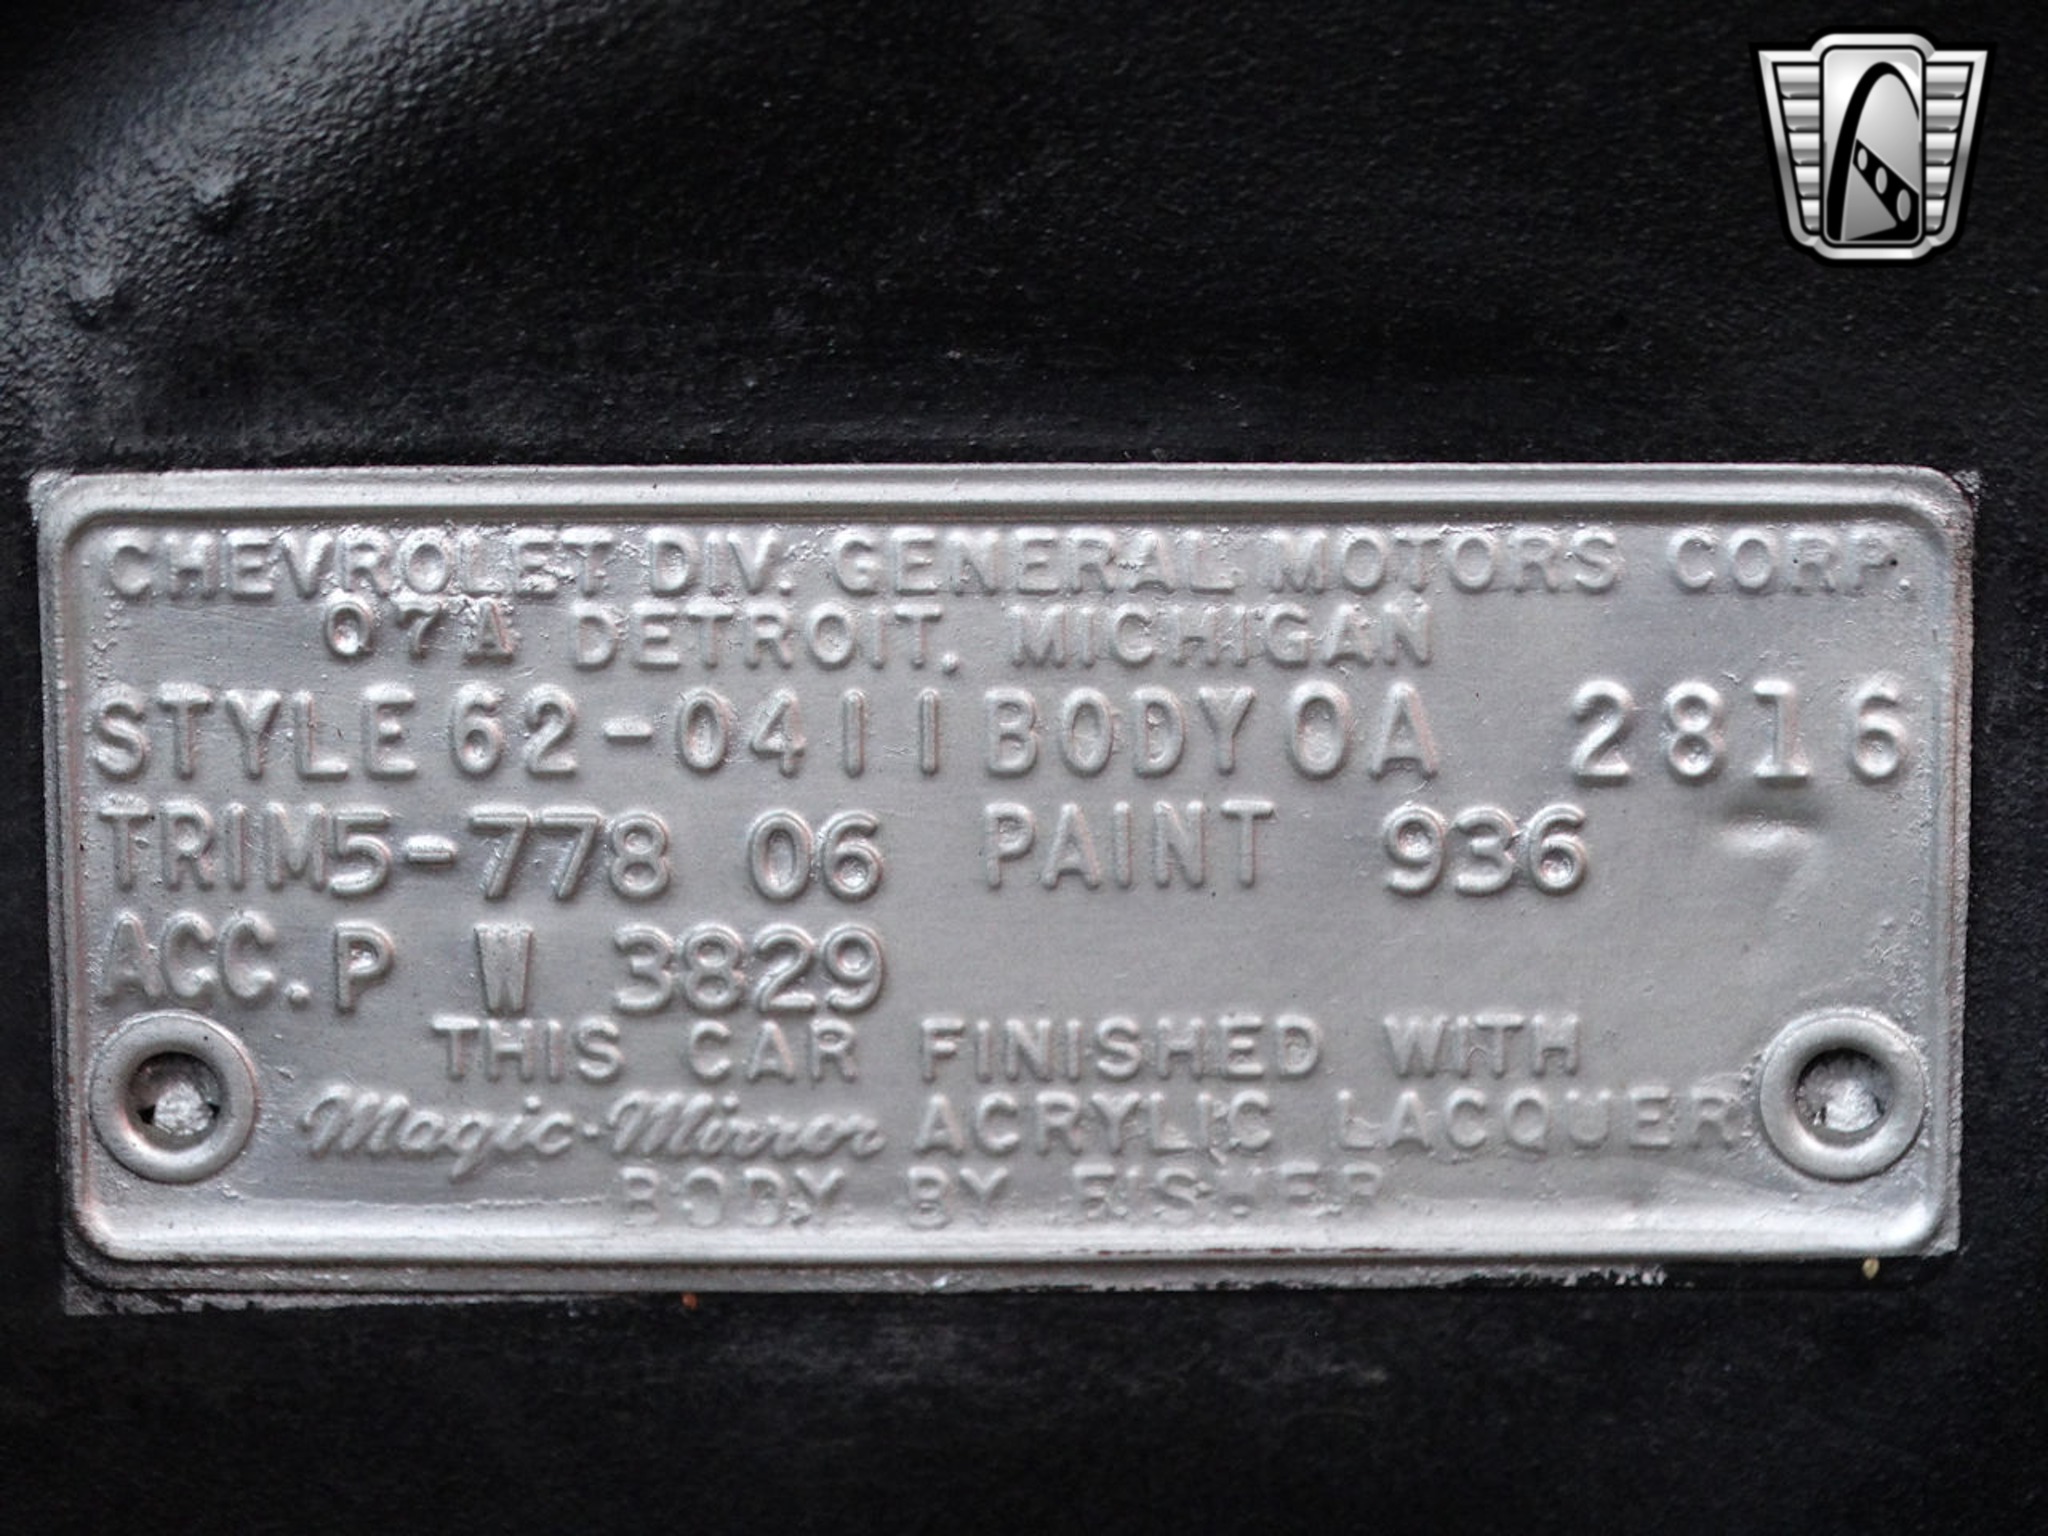 CHEVROLET DIV. GENERAL MOTORS CORP.
07A DETROIT, MICHIGAN
STYLE 62-0411 BODY OA 2816
TRIM 5-778 06 PAINT 936
ACC. P W 3829
THIS CAR FINISHED WITH
Magic-Mirror ACRYLIC LACQUER
BODY BY FISHER